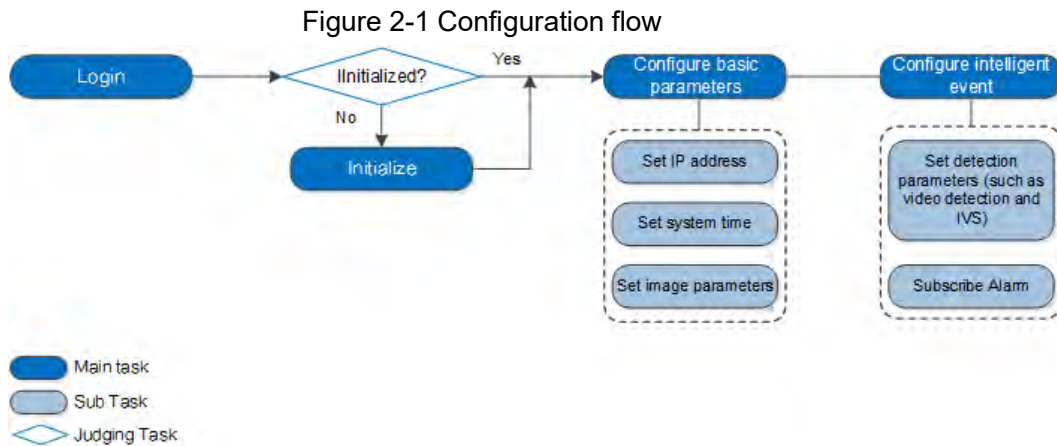 Figure 2-1 Configuration flow
Login
IInitialized?
Yes
No
Initialize
Configure basic
parameters
Set IP address
Set system time
Set image parameters
Configure intelligent
event
Set detection
parameters (such as
video detection and
IVS)
Subscribe Alarm
Main task
Sub Task
Judging Task